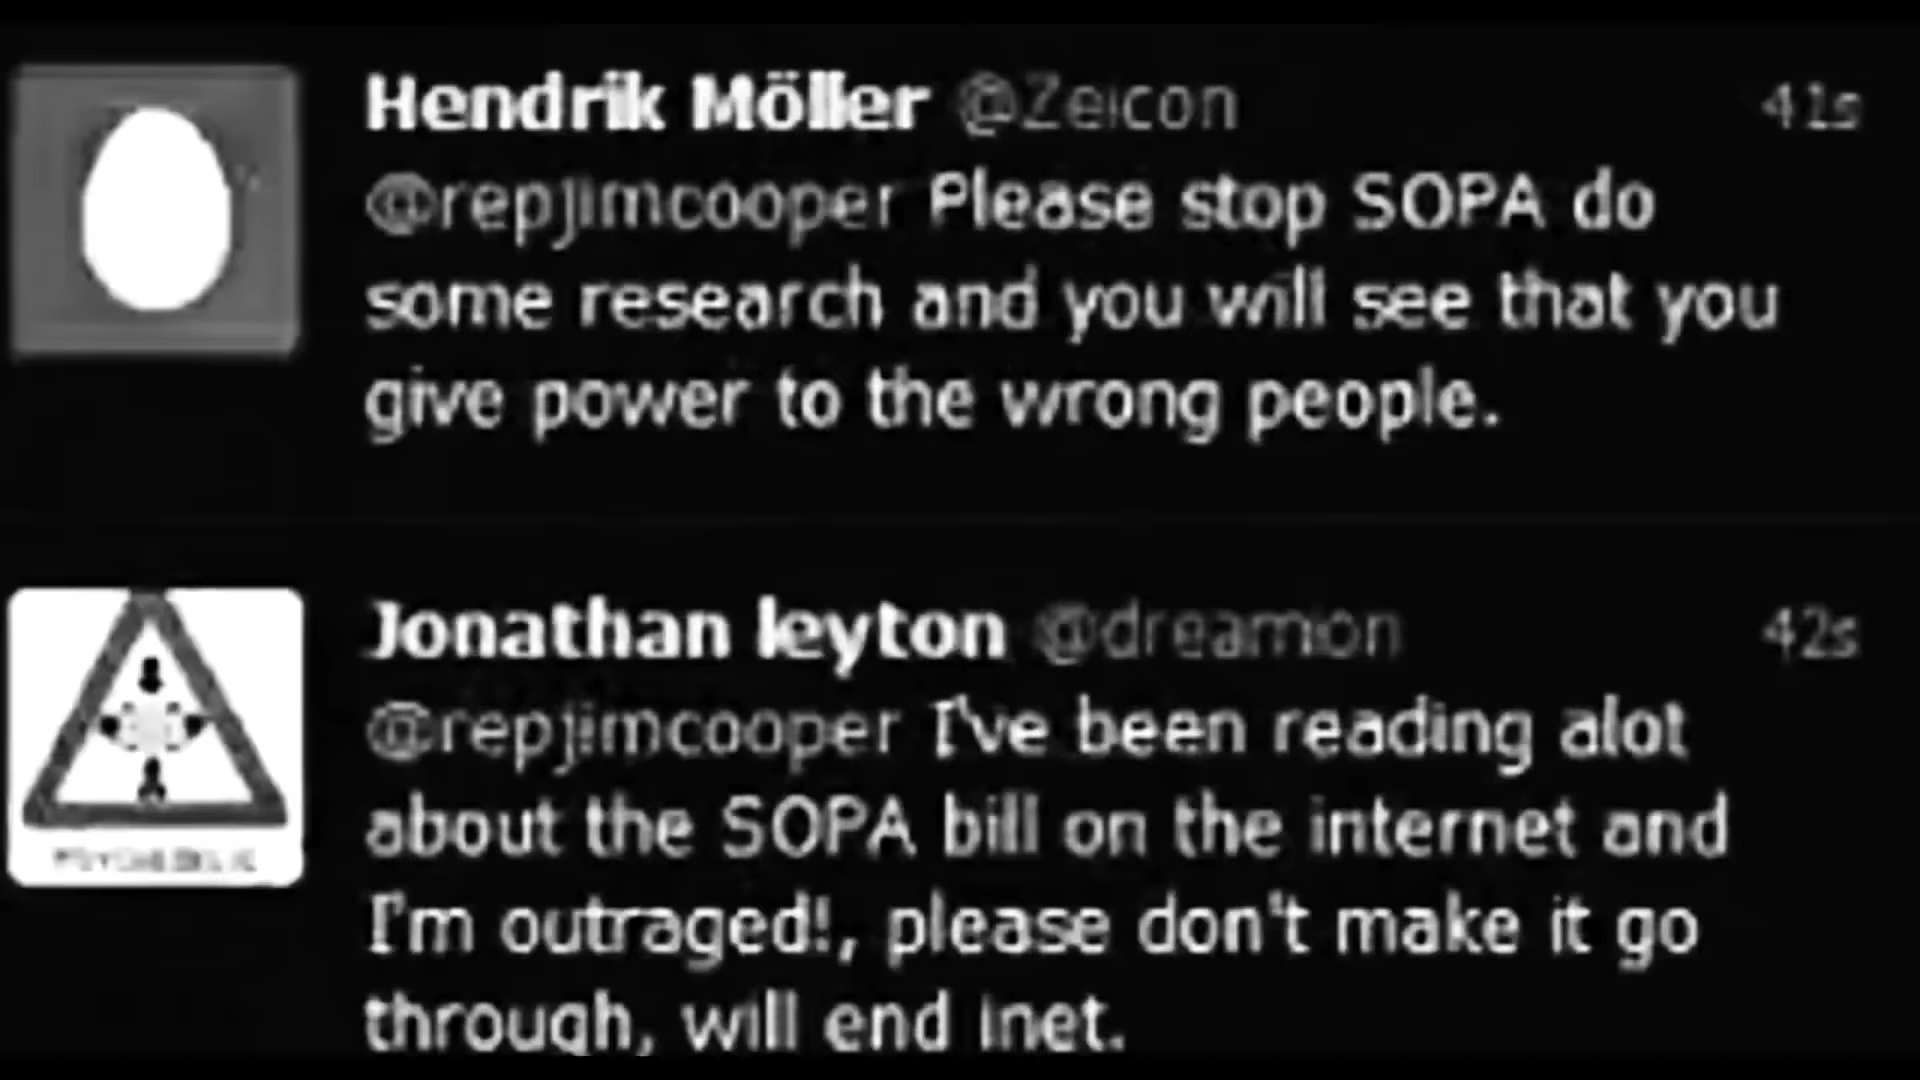 Hendrik Möller @Zeicon 41s
@repjimcooper Please stop SOPA do
some research and you will see that you
give power to the wrong people.
Jonathan leyton @dreamion 42s
@repjimcooper I've been reading alot
about the SOPA bill on the internet and
I'm outraged!, please don't make it go
through, will end inet.
PSYCHEDELIC